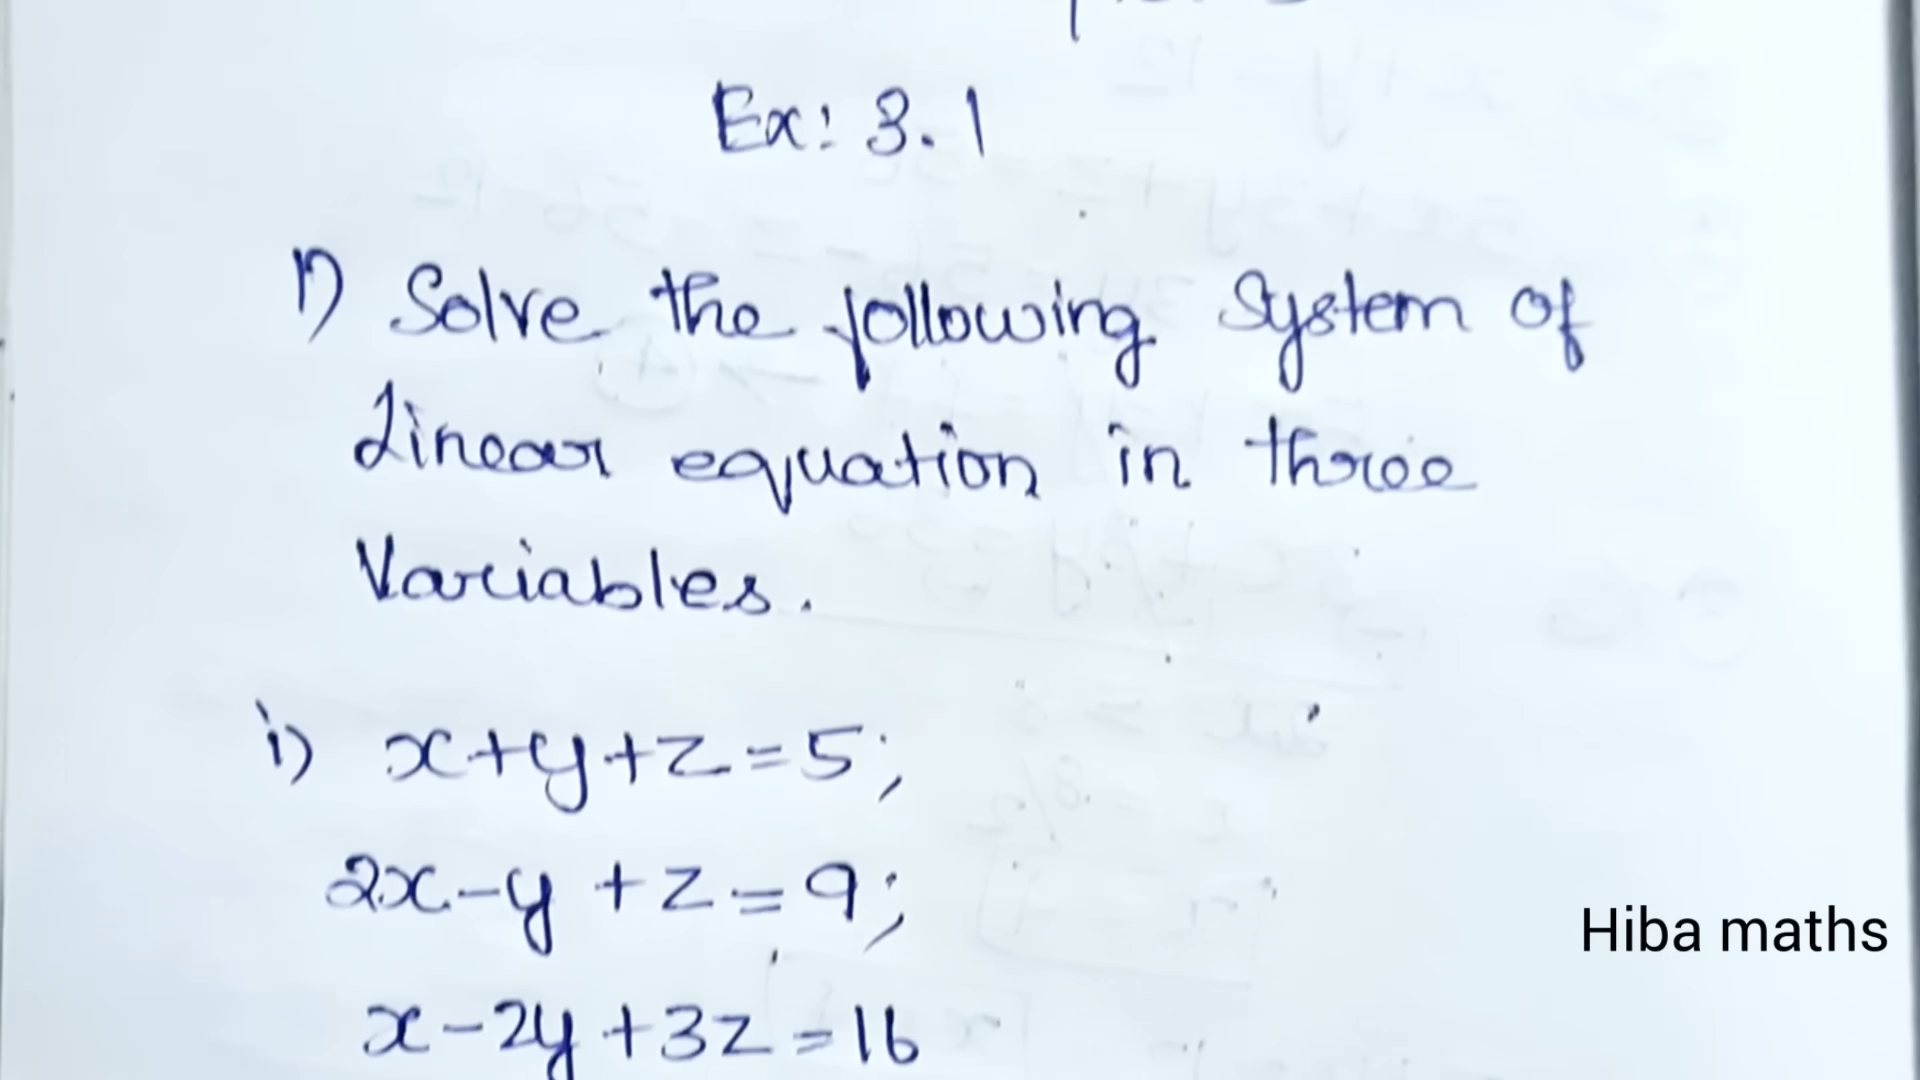 Ex: 3.1
1) Solve the following system of
Linear equation in three
Variables.
i) x+y+z=5;
2x-y+z=9;
x-2y+3z=16
Hiba maths